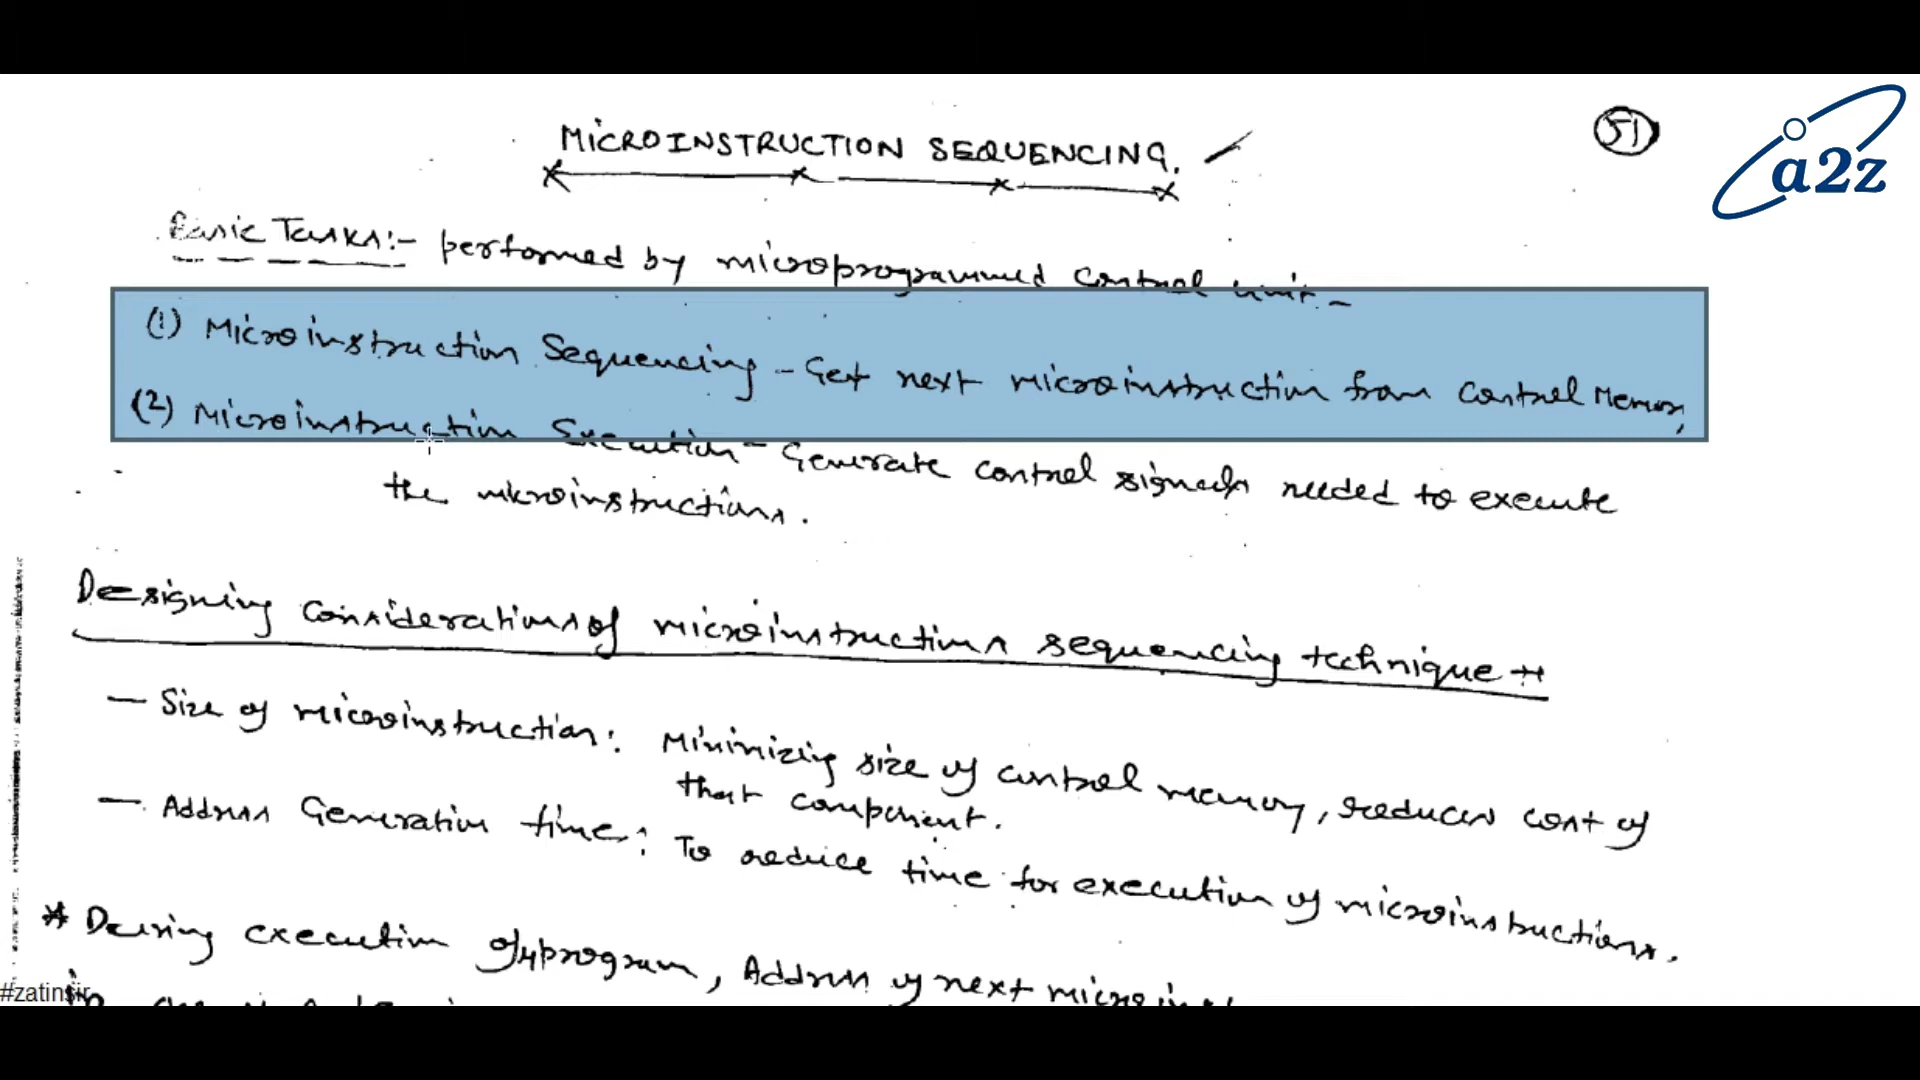 MICROINSTRUCTION SEQUENCING.
51
a2z
Basic Tasks:- performed by microprogrammed control unit -
(1) Microinstruction Sequencing - Get next microinstruction from Control Memory,
(2) Microinstruction Execution - Generate control signals needed to execute
the microinstructions.
Designing considerations of microinstructions sequencing technique
- Size of microinstruction: Minimizing size of control memory, reduces cost of
that component.
- Address Generation time: To reduce time for execution of microinstructions.
* During execution of μprogram, Address of next
#zatinsir